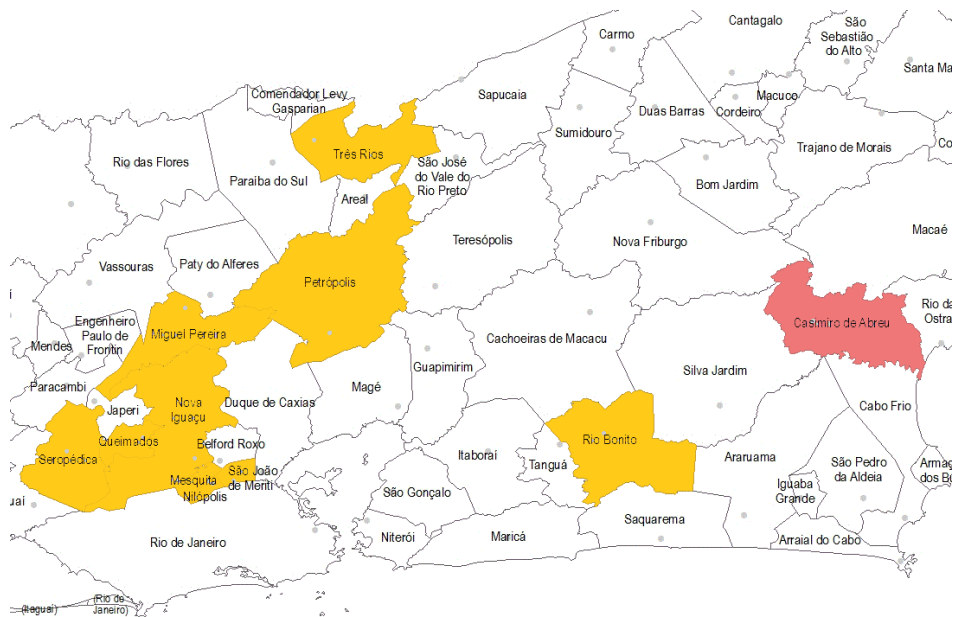 Cantagalo
São
Sebastião
do Alto
Carmo
Santa Ma
Comendador Levy
Gasparian
Sapucaia
Macuco
Cordeiro
Duas Barras
Sumidouro
Trajano de Morais
Co
Três Rios
Rio das Flores
São José
do Vale do
Rio Preto
Paraíba do Sul
Areal
Bom Jardim
Macaé
Teresópolis
Nova Friburgo
Vassouras
Paty do Alferes
Petrópolis
Rio da
Ostra
Engenheiro
Paulo de
Frontin
Mendes
Miguel Pereira
Casimiro de Abreu
Cachoeiras de Macacu
Guapimirim
Silva Jardim
Paracambi
Magé
Nova
Iguaçu
Duque de Caxias
Japeri
Cabo Frio
Queimados
Belford Roxo
Rio Bonito
Seropédica
Itaboraí
Tanguá
Araruama
São Pedro
da Aldeia
Armaç
dos Bú
São João
de Meriti
Mesquita
Nilópolis
Iguaba
Grande
uaí
São Gonçalo
Saquarema
Rio de Janeiro
Niterói
Maricá
Arraial do Cabo
(Itaguaí)
(Rio de
Janeiro)